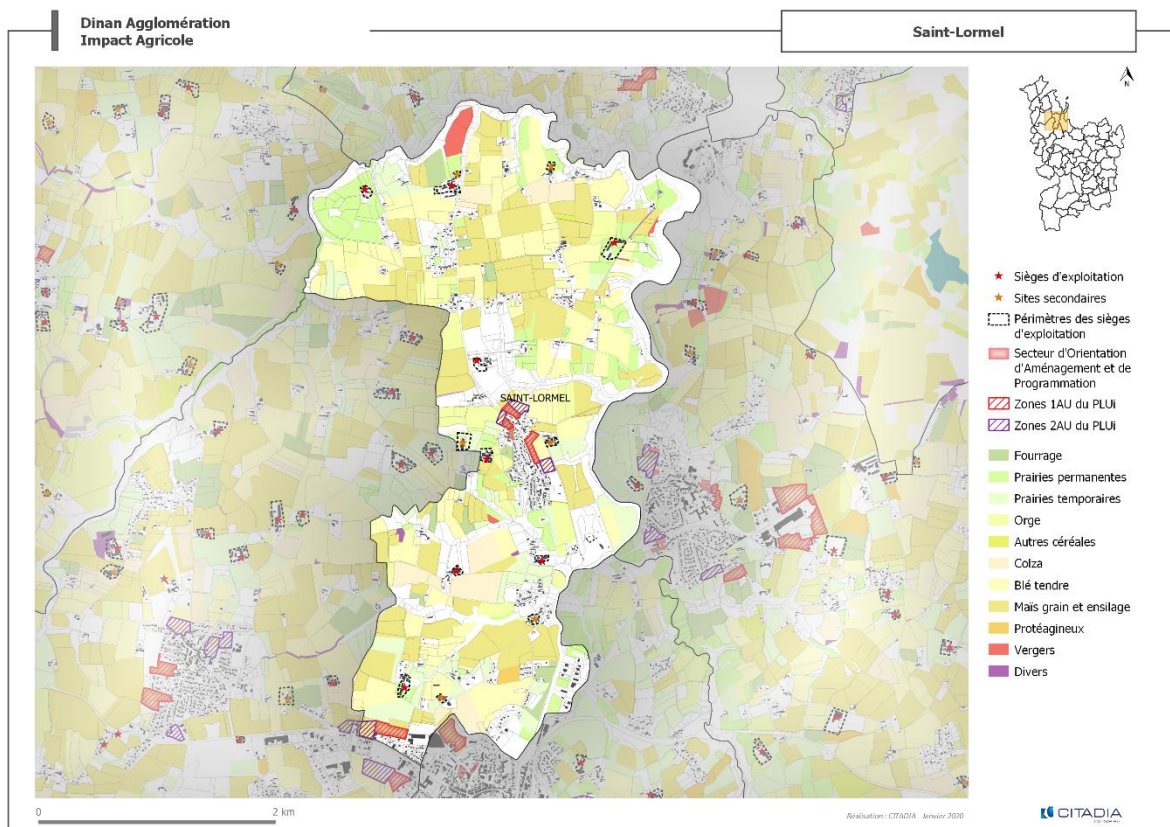 Dinan Agglomération
Impact Agricole
Saint-Lormel
N
SAINT-LORMEL
Sièges d'exploitation
Sites secondaires
Périmètres des sièges
d'exploitation
Secteur d'Orientation
d'Aménagement et de
Programmation
Zones 1AU du PLUi
Zones 2AU du PLUi
Fourrage
Prairies permanentes
Prairies temporaires
Orge
Autres céréales
Colza
Blé tendre
Maïs grain et ensilage
Protéagineux
Vergers
Divers
0 2 km
Réalisation : CITADIA Janvier 2020
CITADIA